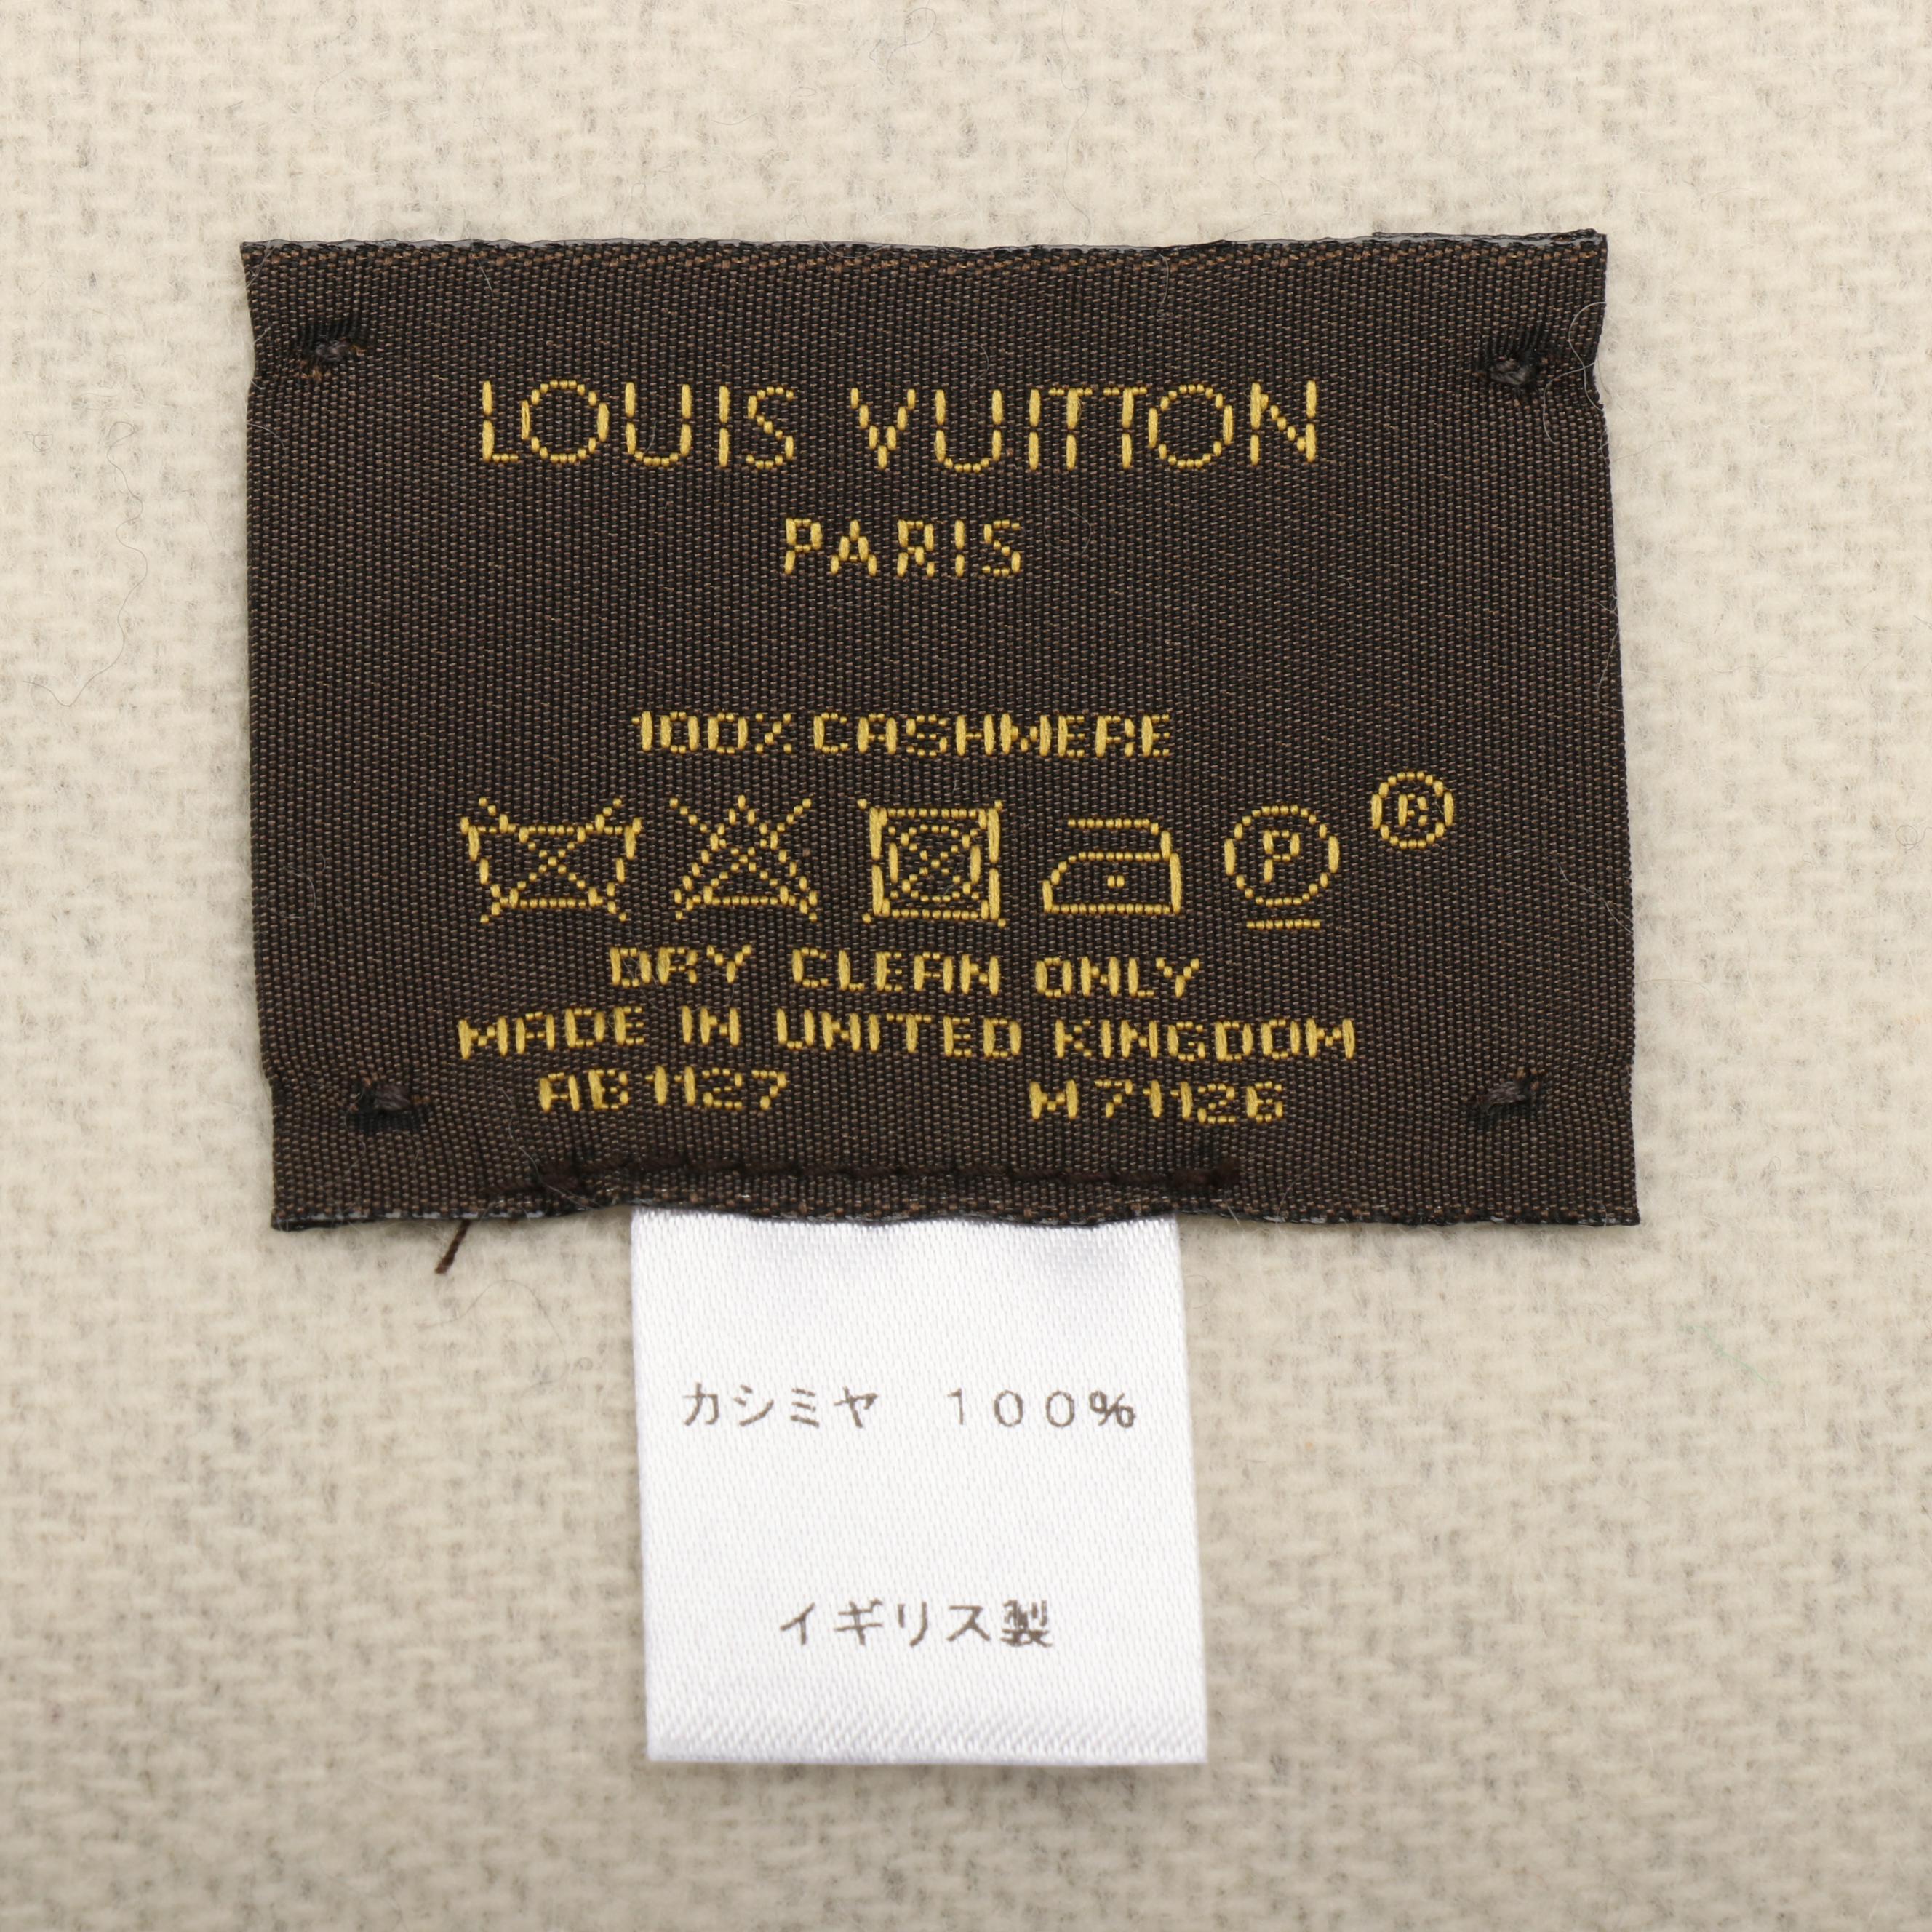 LOUIS VUITTON
PARIS
100% CASHMERE
P ®
DRY CLEAN ONLY
MADE IN UNITED KINGDOM
AB1127 M71126
カシミヤ 100%
イギリス製